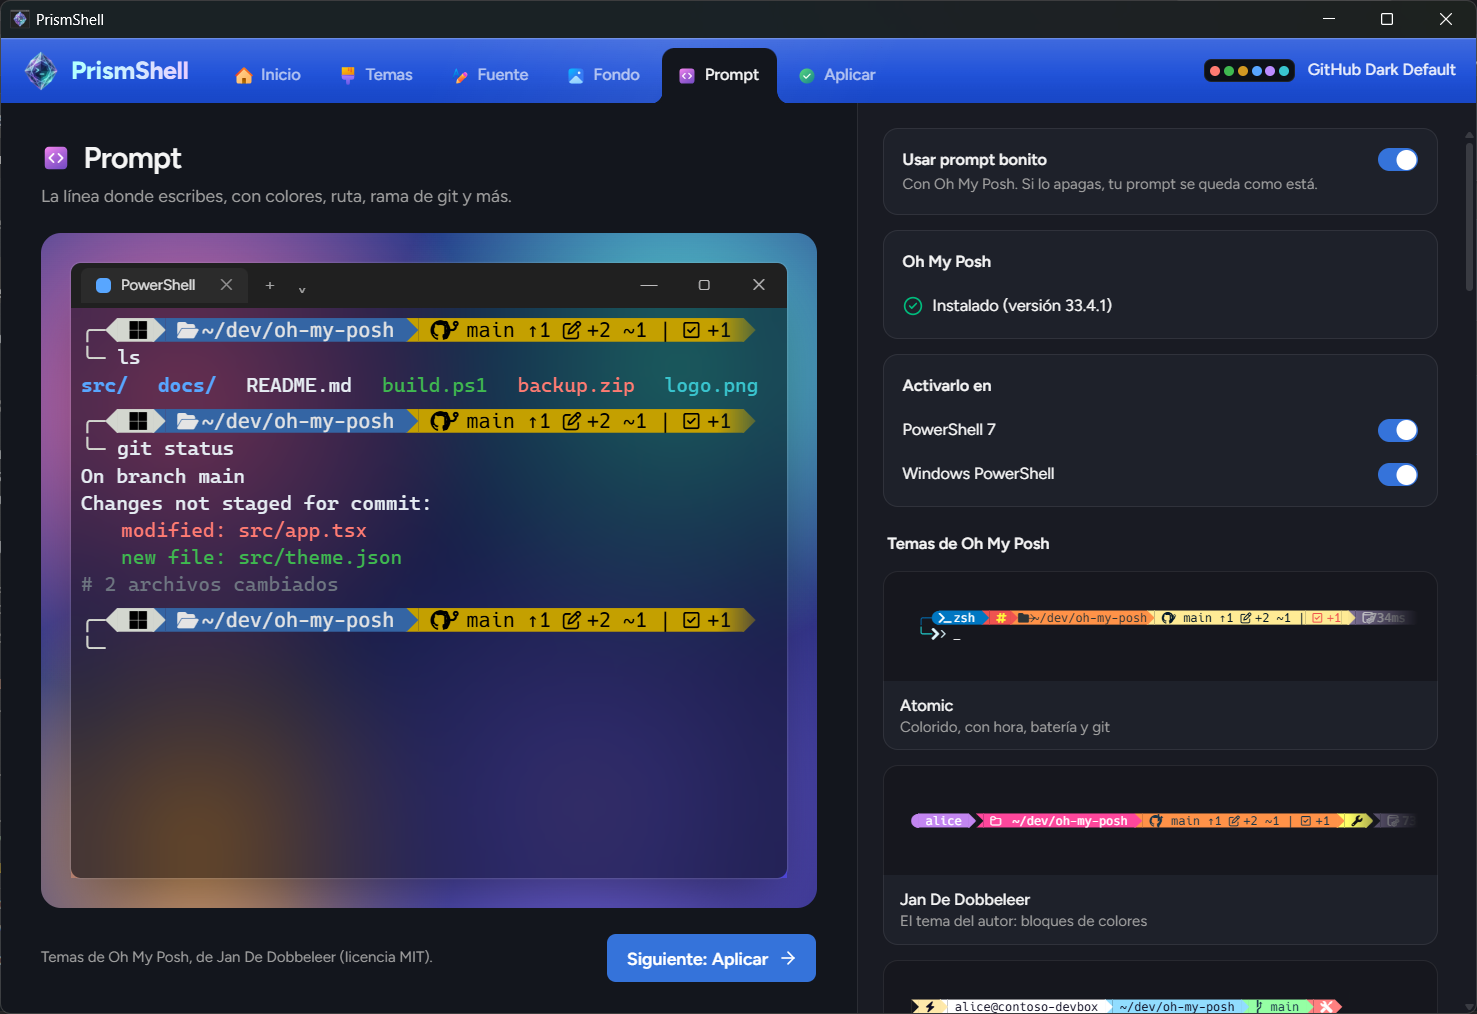 PrismShell
PrismShell
Inicio
Temas
Fuente
Fondo
Prompt
Aplicar
GitHub Dark Default
Prompt
La línea donde escribes, con colores, ruta, rama de git y más.
PowerShell
~/dev/oh-my-posh main ↑1 +2 ~1 | +1
ls
src/ docs/ README.md build.ps1 backup.zip logo.png
~/dev/oh-my-posh main ↑1 +2 ~1 | +1
git status
On branch main
Changes not staged for commit:
modified: src/app.tsx
new file: src/theme.json
# 2 archivos cambiados
~/dev/oh-my-posh main ↑1 +2 ~1 | +1
Temas de Oh My Posh, de Jan De Dobbeleer (licencia MIT).
Siguiente: Aplicar →
Usar prompt bonito
Con Oh My Posh. Si lo apagas, tu prompt se queda como está.
Oh My Posh
Instalado (versión 33.4.1)
Activarlo en
PowerShell 7
Windows PowerShell
Temas de Oh My Posh
zsh # ~/dev/oh-my-posh main ↑1 +2 ~1 | +1 34ms
Atomic
Colorido, con hora, batería y git
alice ~/dev/oh-my-posh main ↑1 +2 ~1 | +1
Jan De Dobbeleer
El tema del autor: bloques de colores
alice@contoso-devbox ~/dev/oh-my-posh main